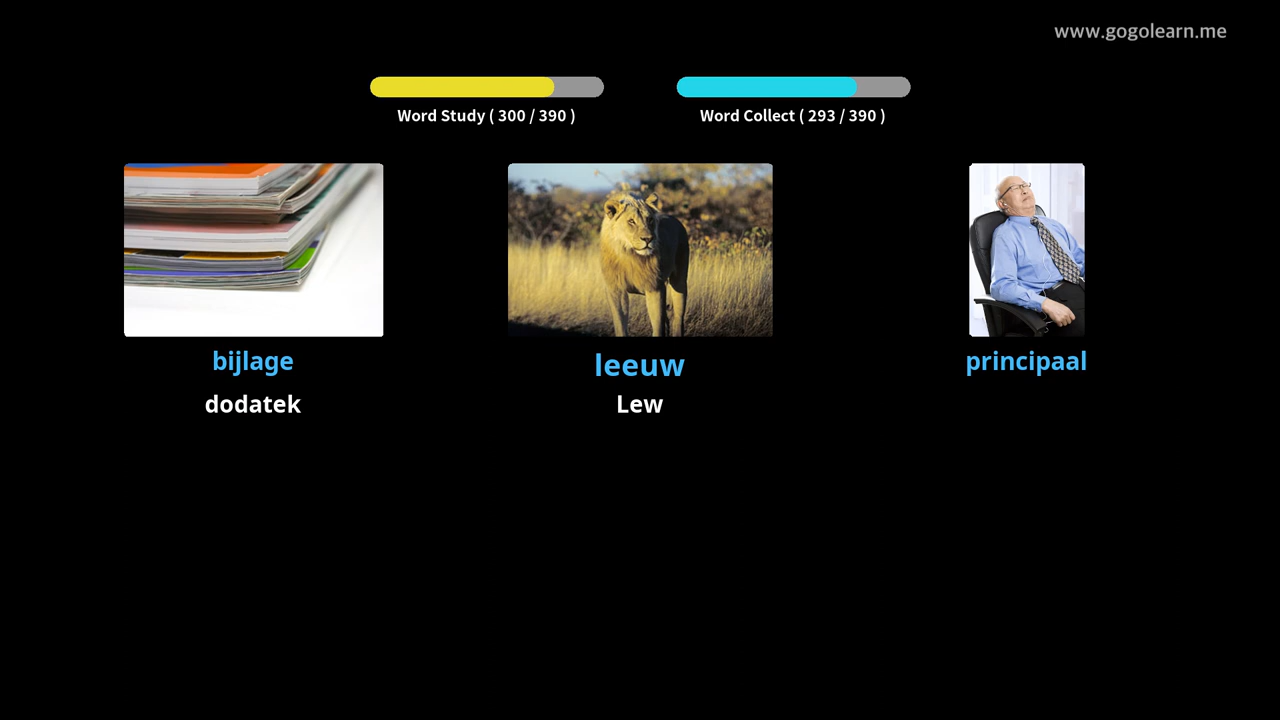 www.gogolearn.me
Word Study ( 300 / 390 )
Word Collect ( 293 / 390 )
bijlage
leeuw
principaal
dodatek
Lew